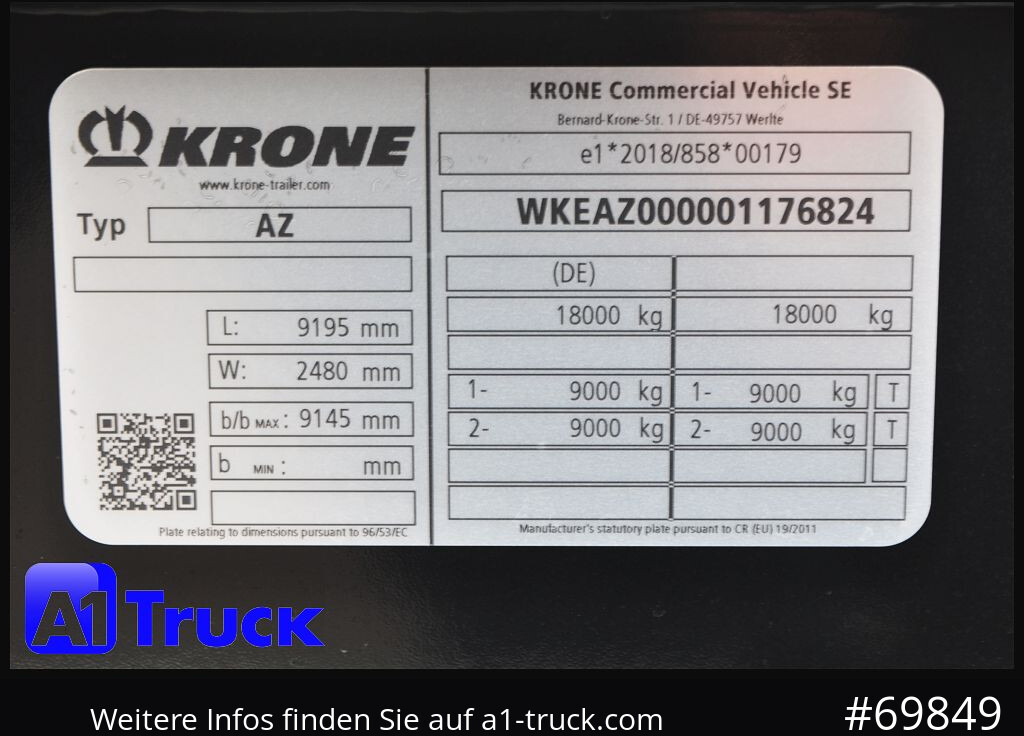 KRONE
www.krone-trailer.com
Typ AZ
L: 9195 mm
W: 2480 mm
b/b MAX: 9145 mm
b MIN: mm
Plate relating to dimensions pursuant to 96/53/EC
KRONE Commercial Vehicle SE
Bernard-Krone-Str. 1 / DE-49757 Werlte
e1*2018/858*00179
WKEAZ000001176824
(DE)
18000 kg 18000 kg
1- 9000 kg 1- 9000 kg T
2- 9000 kg 2- 9000 kg T
Manufacturer's statutory plate pursuant to CR (EU) 19/2011
A1 Truck
Weitere Infos finden Sie auf a1-truck.com
#69849